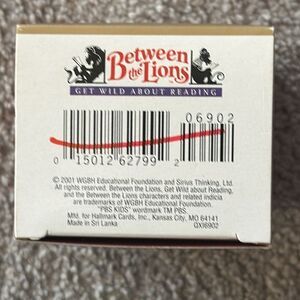 Between
the Lions™
GET WILD ABOUT READING
06902
0 15012 62799 2
© 2001 WGBH Educational Foundation and Sirius Thinking, Ltd.
All rights reserved. Between the Lions, Get Wild about Reading,
and the Between the Lions characters and related indicia
are trademarks of WGBH Educational Foundation.
"PBS KIDS" wordmark TM PBS.
Mfd. for Hallmark Cards, Inc., Kansas City, MO 64141
Made in Sri Lanka
QXI6902